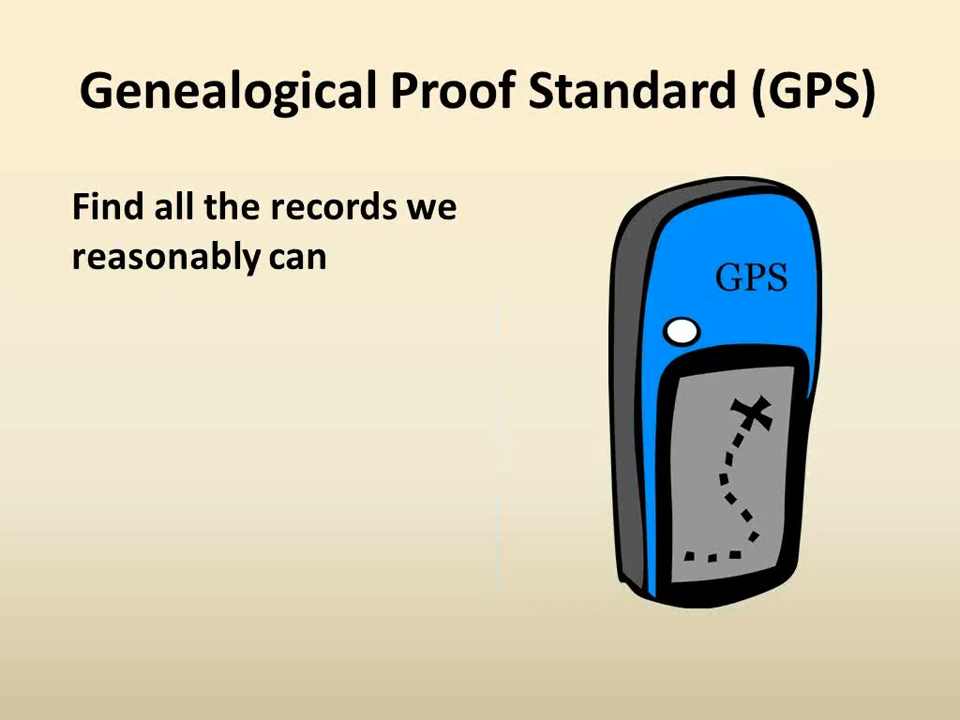 Genealogical Proof Standard (GPS)
Find all the records we
reasonably can
GPS